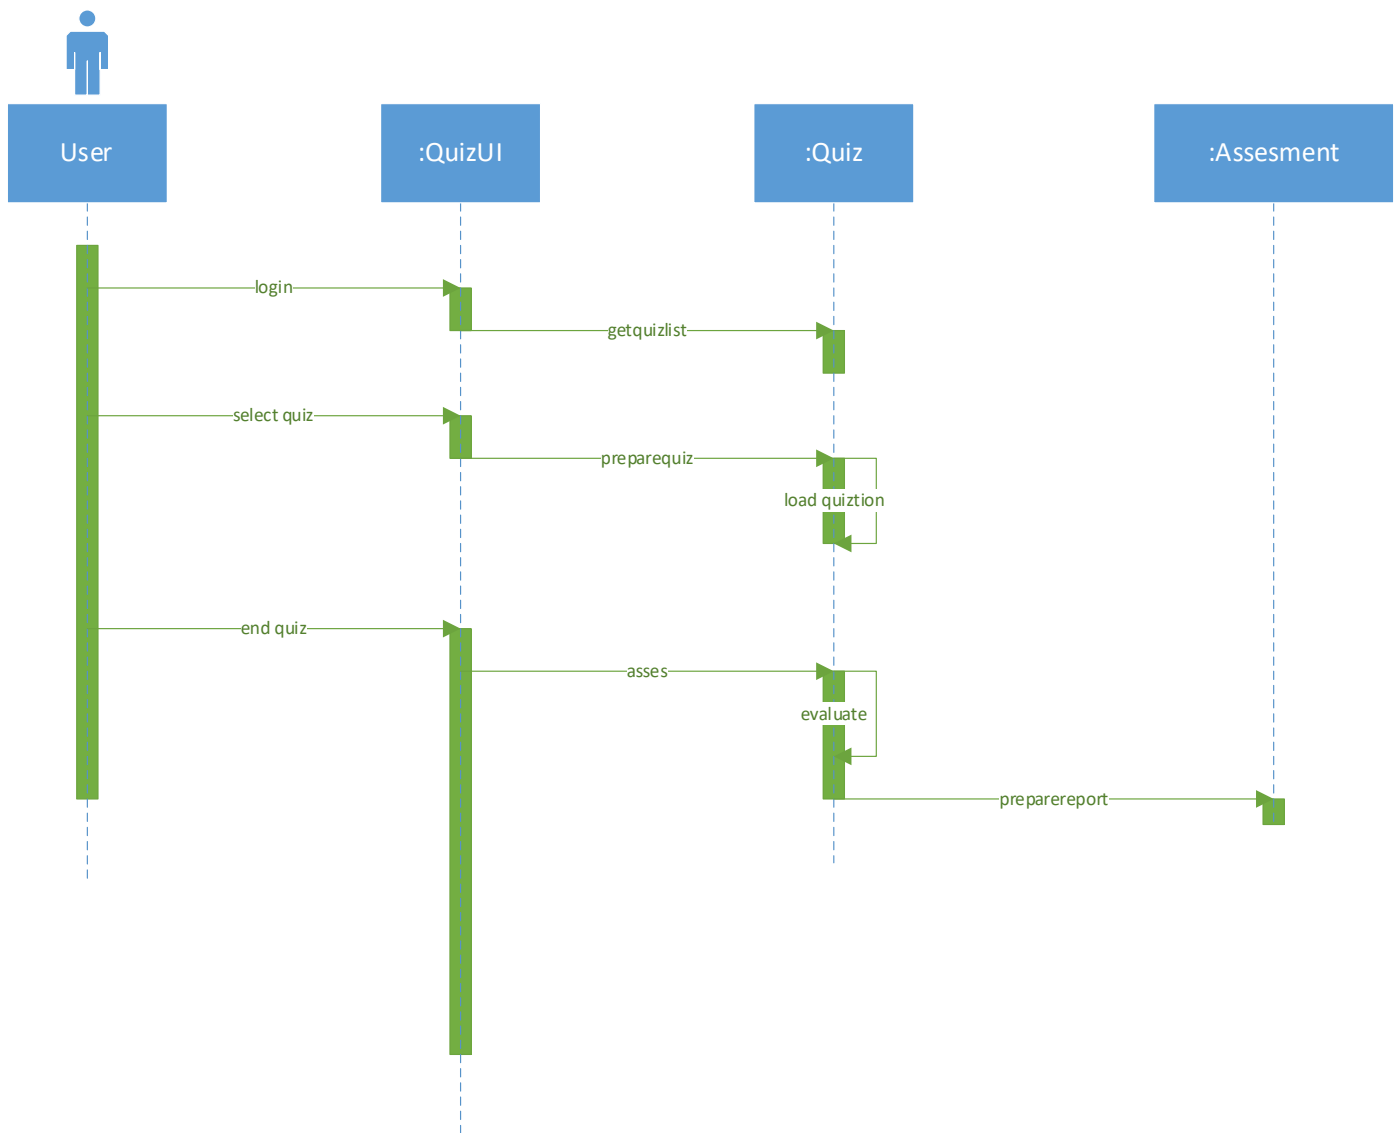 User
:QuizUI
:Quiz
:Assesment
login
getquizlist
select quiz
preparequiz
load quiztion
end quiz
asses
evaluate
preparereport